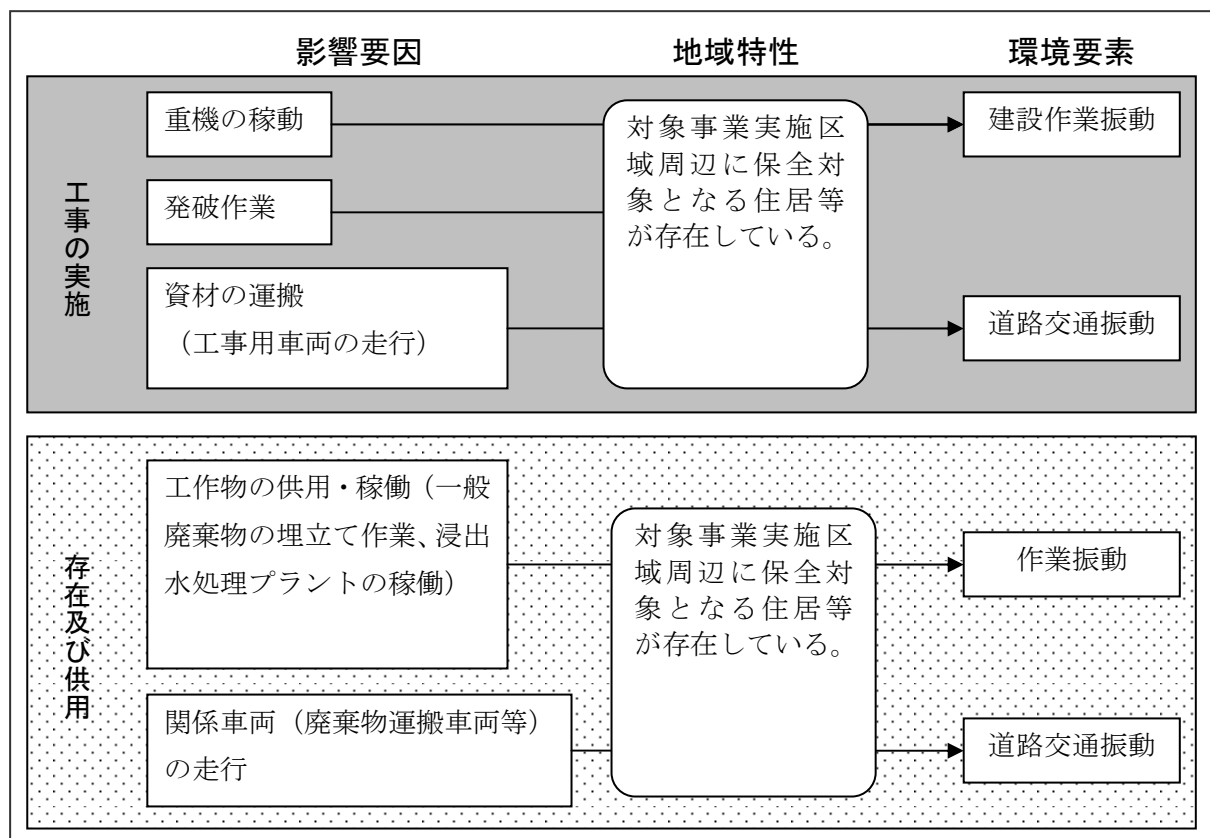 影響要因
地域特性
環境要素
工事の実施
重機の稼動
発破作業
資材の運搬
（工事用車両の走行）
対象事業実施区
域周辺に保全対
象となる住居等
が存在している。
建設作業振動
道路交通振動
存在及び供用
工作物の供用・稼働（一般
廃棄物の埋立て作業、浸出
水処理プラントの稼働）
関係車両（廃棄物運搬車両等）
の走行
対象事業実施区
域周辺に保全対
象となる住居等
が存在している。
作業振動
道路交通振動